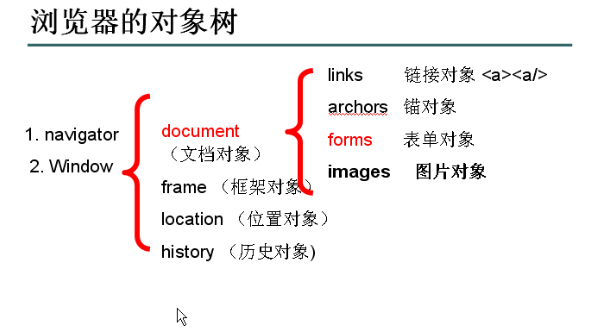 浏览器的对象树
1. navigator
2. Window
document
（文档对象）
frame （框架对象）
location （位置对象）
history （历史对象)
links 链接对象 <a><a/>
archors 锚对象
forms 表单对象
images 图片对象